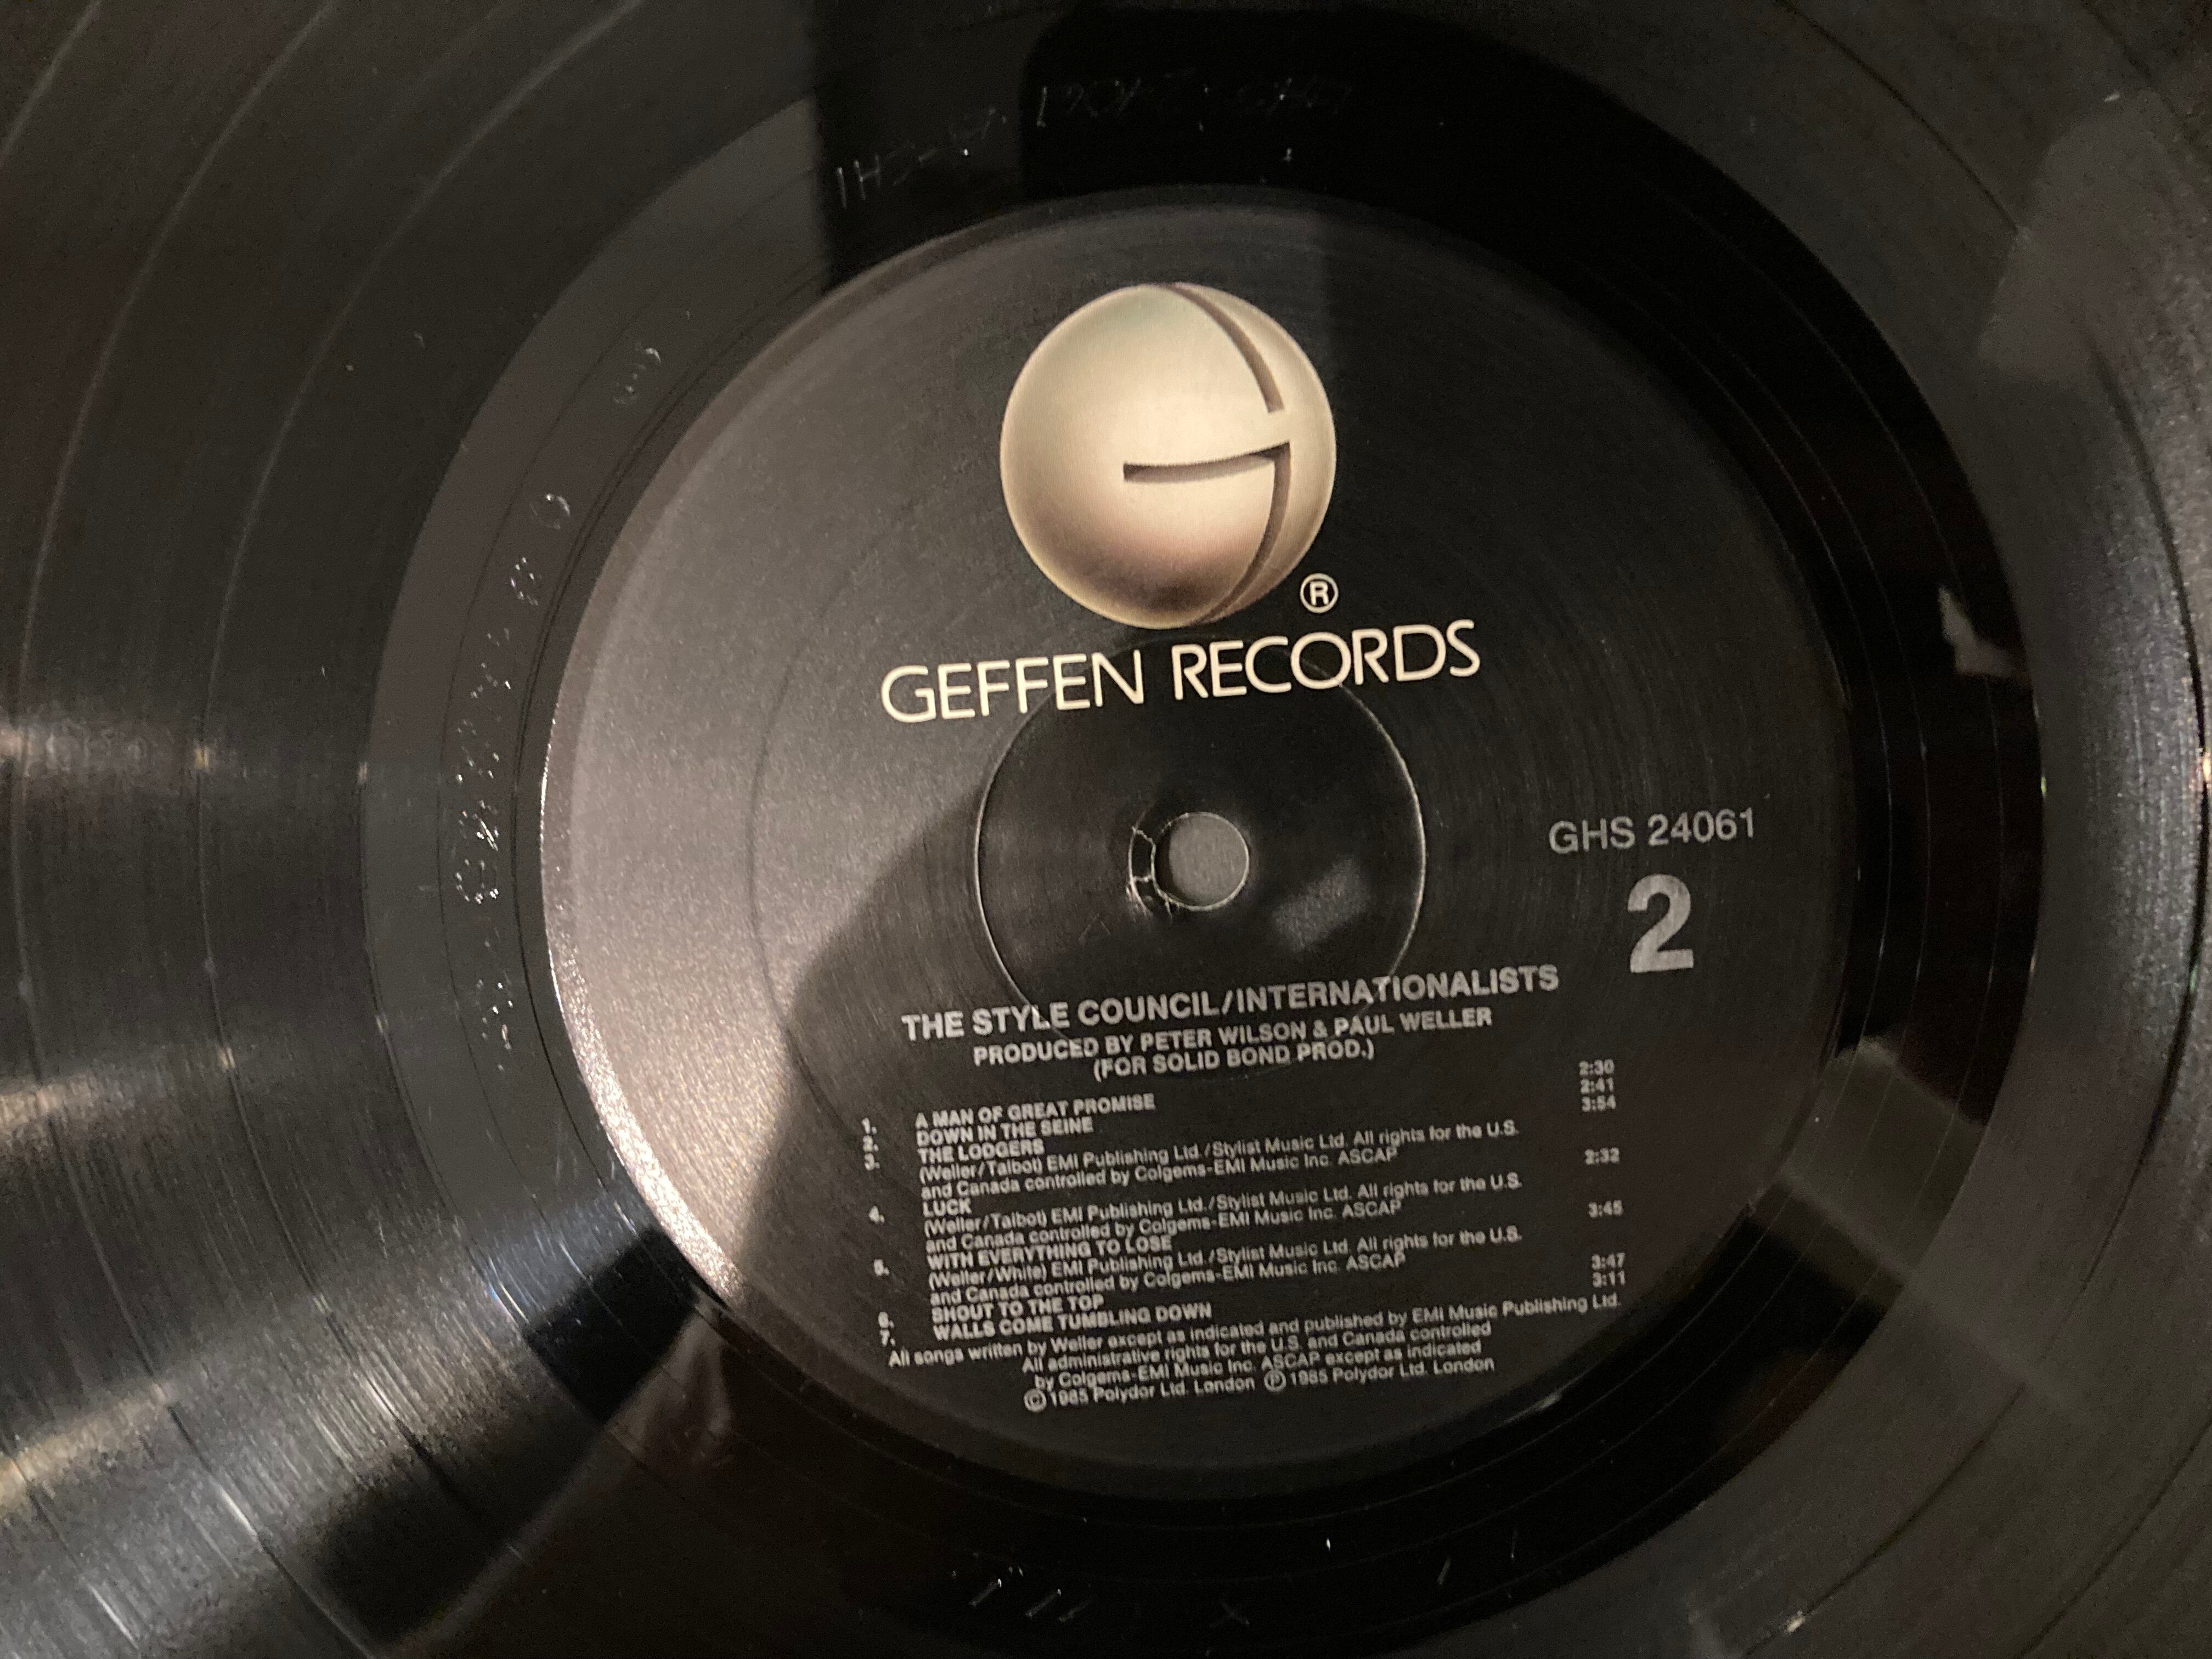 ®
GEFFEN RECORDS
GHS 24061
2
THE STYLE COUNCIL/INTERNATIONALISTS
PRODUCED BY PETER WILSON & PAUL WELLER
(FOR SOLID BOND PROD.)
1. A MAN OF GREAT PROMISE 2:30
2. DOWN IN THE SEINE 2:41
3. THE LODGERS 3:54
(Weller/Talbot) EMI Publishing Ltd./Stylist Music Ltd. All rights for the U.S.
and Canada controlled by Colgems-EMI Music Inc. ASCAP
4. LUCK 2:32
(Weller/Talbot) EMI Publishing Ltd./Stylist Music Ltd. All rights for the U.S.
and Canada controlled by Colgems-EMI Music Inc. ASCAP
5. WITH EVERYTHING TO LOSE 3:45
(Weller/White) EMI Publishing Ltd./Stylist Music Ltd. All rights for the U.S.
and Canada controlled by Colgems-EMI Music Inc. ASCAP
6. SHOUT TO THE TOP 3:47
7. WALLS COME TUMBLING DOWN 3:11
All songs written by Weller except as indicated and published by EMI Music Publishing Ltd.
All administrative rights for the U.S. and Canada controlled
by Colgems-EMI Music Inc. ASCAP except as indicated
© 1985 Polydor Ltd. London ℗ 1985 Polydor Ltd. London